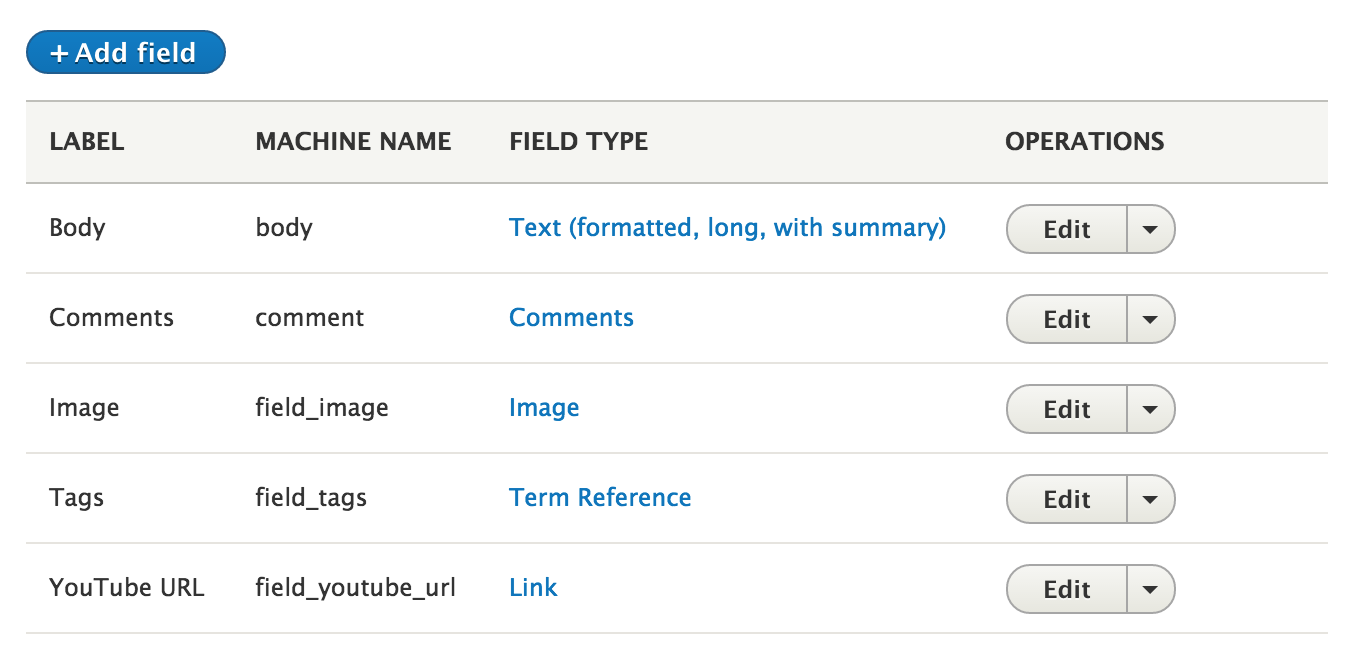 + Add field
LABEL MACHINE NAME FIELD TYPE OPERATIONS
Body body Text (formatted, long, with summary) Edit
Comments comment Comments Edit
Image field_image Image Edit
Tags field_tags Term Reference Edit
YouTube URL field_youtube_url Link Edit